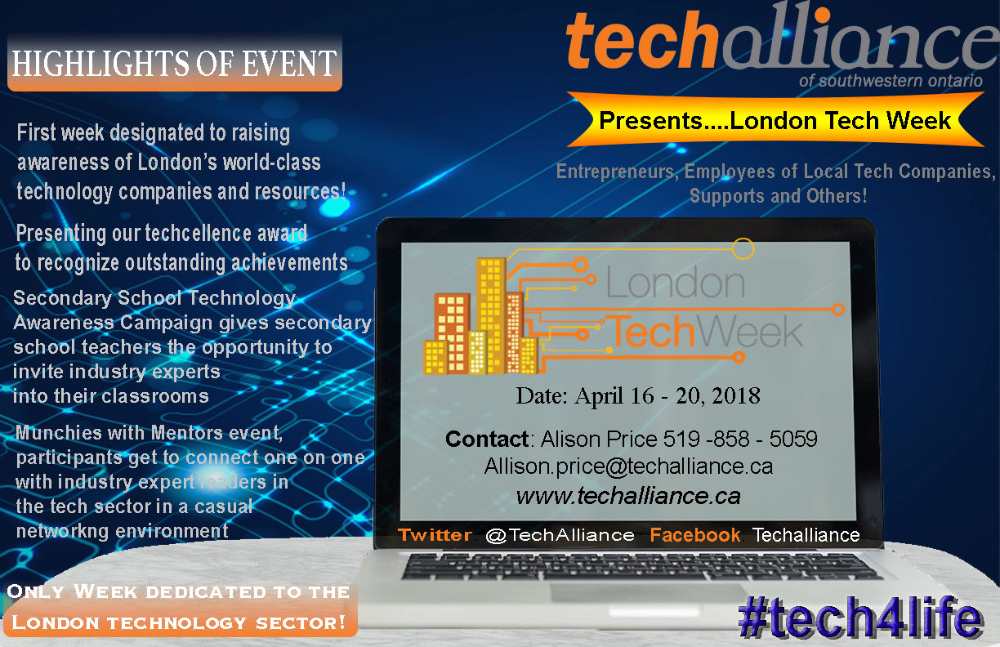 HIGHLIGHTS OF EVENT
First week designated to raising
awareness of London's world-class
technology companies and resources!
Presenting our techcellence award
to recognize outstanding achievements
Secondary School Technology
Awareness Campaign gives secondary
school teachers the opportunity to
invite industry experts
into their classrooms
Munchies with Mentors event,
participants get to connect one on one
with industry expert leaders in
the tech sector in a casual
networkng environment
Only Week dedicated to the
London technology sector!
techalliance
of southwestern ontario
Presents....London Tech Week
Entrepreneurs, Employees of Local Tech Companies,
Supports and Others!
London
TechWeek
Date: April 16 - 20, 2018
Contact: Alison Price 519 -858 - 5059
Allison.price@techalliance.ca
www.techalliance.ca
Twitter: @TechAlliance Facebook: Techalliance
#tech4life